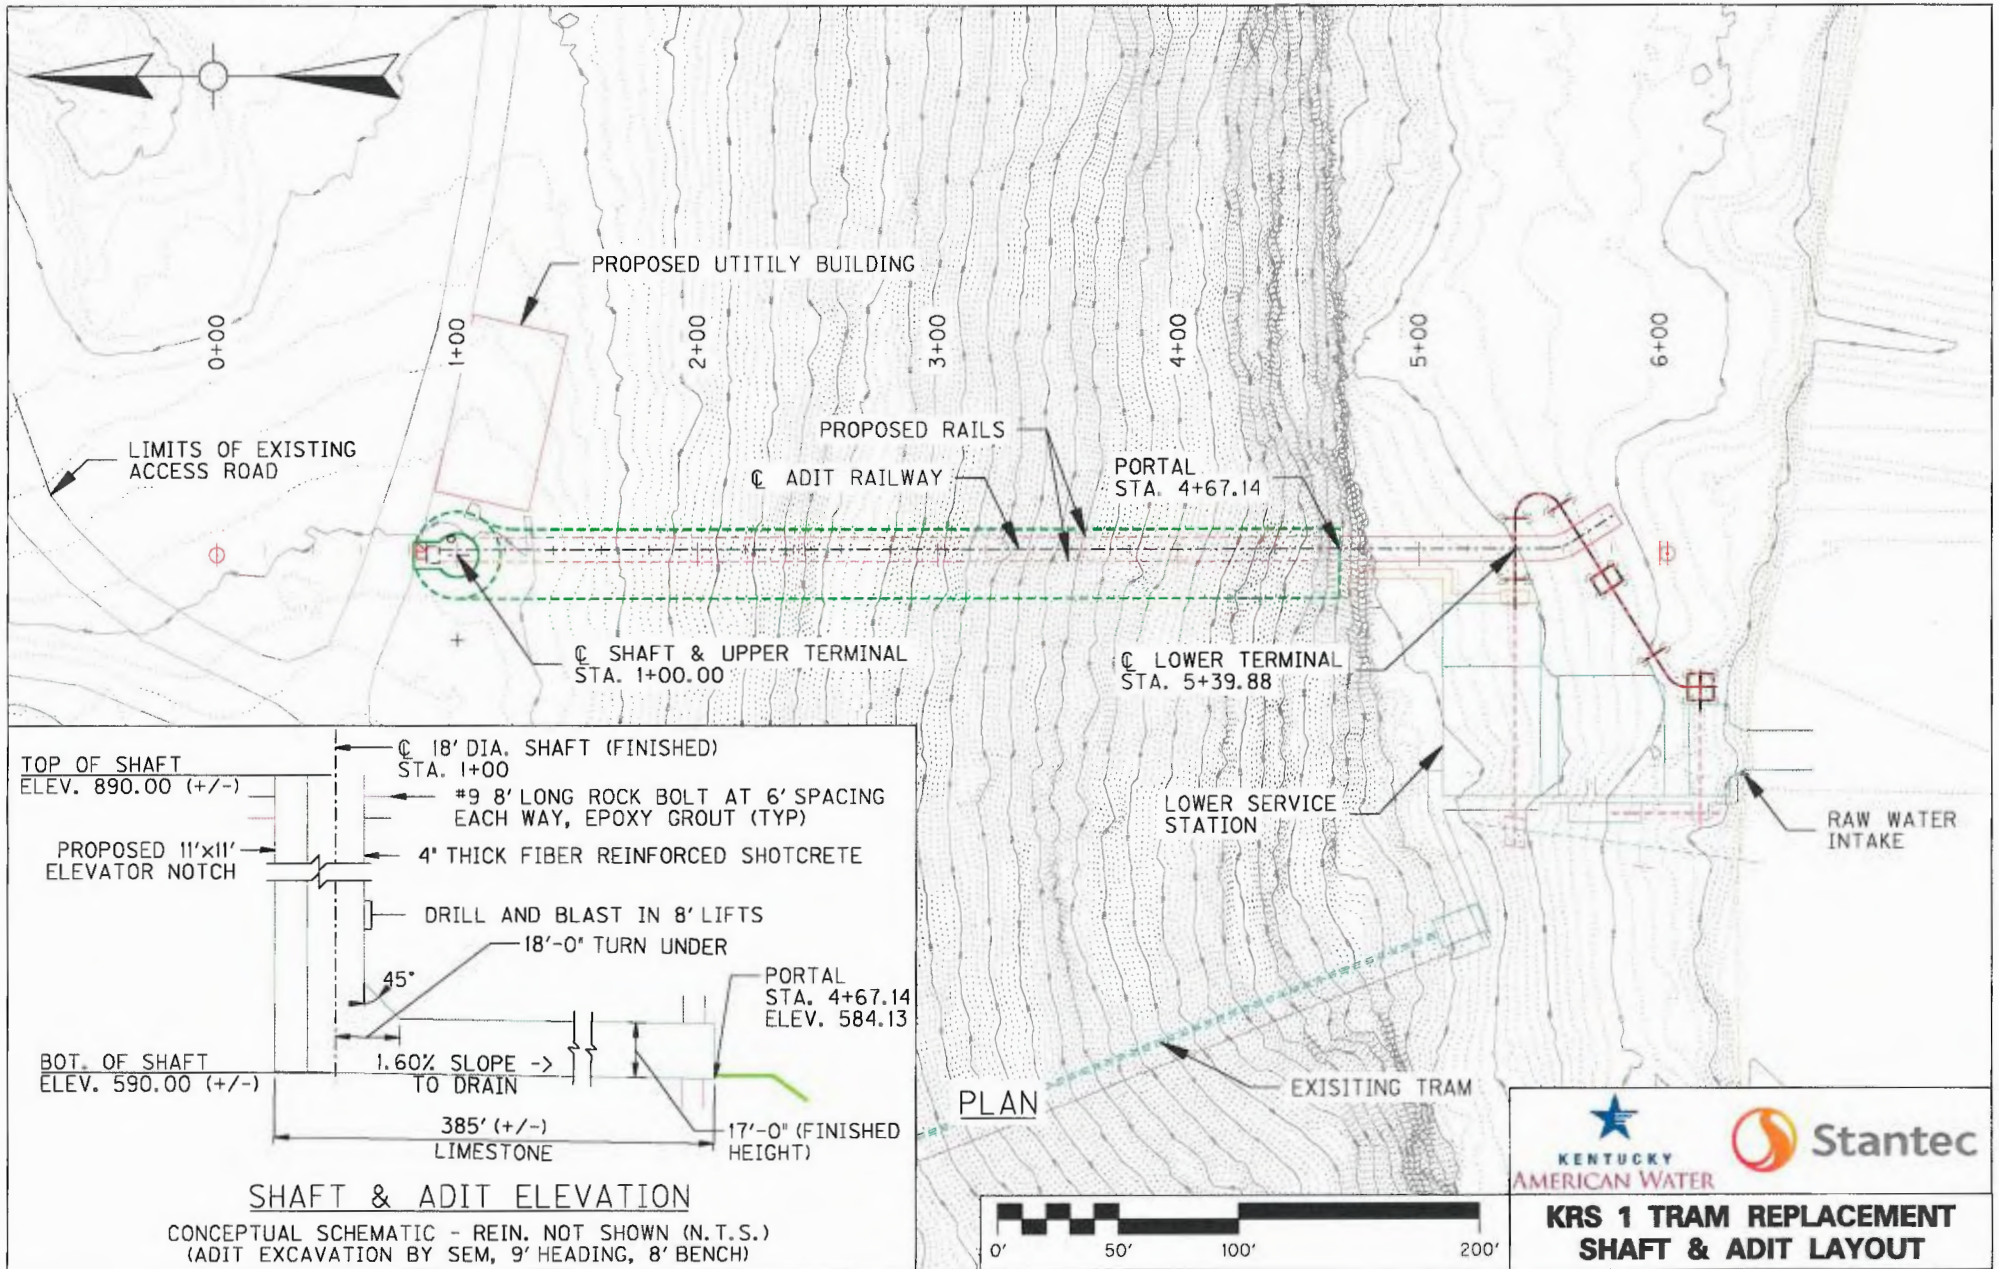 PROPOSED UTITILY BUILDING
0+00
1+00
2+00
3+00
4+00
5+00
6+00
LIMITS OF EXISTING
ACCESS ROAD
PROPOSED RAILS
℄ ADIT RAILWAY
PORTAL
STA. 4+67.14
℄ SHAFT & UPPER TERMINAL
STA. 1+00.00
℄ LOWER TERMINAL
STA. 5+39.88
LOWER SERVICE
STATION
RAW WATER
INTAKE
EXISITING TRAM
PLAN
TOP OF SHAFT
ELEV. 890.00 (+/-)
℄ 18' DIA. SHAFT (FINISHED)
STA. 1+00
#9 8' LONG ROCK BOLT AT 6' SPACING
EACH WAY, EPOXY GROUT (TYP)
PROPOSED 11'x11'
ELEVATOR NOTCH
4" THICK FIBER REINFORCED SHOTCRETE
DRILL AND BLAST IN 8' LIFTS
18'-0" TURN UNDER
45°
PORTAL
STA. 4+67.14
ELEV. 584.13
BOT. OF SHAFT
ELEV. 590.00 (+/-)
1.60% SLOPE ->
TO DRAIN
385' (+/-)
LIMESTONE
17'-0" (FINISHED
HEIGHT)
SHAFT & ADIT ELEVATION
CONCEPTUAL SCHEMATIC - REIN. NOT SHOWN (N.T.S.)
(ADIT EXCAVATION BY SEM, 9' HEADING, 8' BENCH)
0'
50'
100'
200'
KENTUCKY
AMERICAN WATER
Stantec
KRS 1 TRAM REPLACEMENT
SHAFT & ADIT LAYOUT